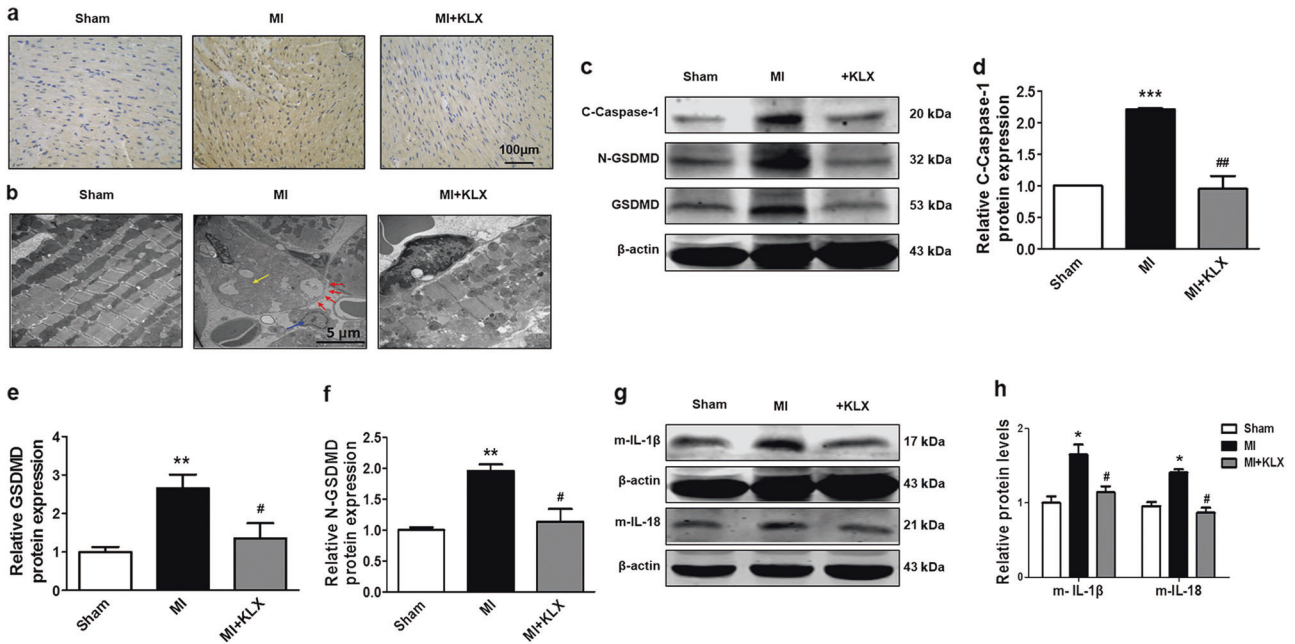 a
Sham
MI
MI+KLX
100μm
b
Sham
MI
MI+KLX
5 μm
c
Sham
MI
+KLX
C-Caspase-1
20 kDa
N-GSDMD
32 kDa
GSDMD
53 kDa
β-actin
43 kDa
d
Relative C-Caspase-1
protein expression
2.5
2.0
1.5
1.0
0.5
0.0
***
##
Sham
MI
MI+KLX
e
Relative GSDMD
protein expression
4
3
2
1
0
**
#
Sham
MI
MI+KLX
f
Relative N-GSDMD
protein expression
2.5
2.0
1.5
1.0
0.5
0.0
**
#
Sham
MI
MI+KLX
g
Sham
MI
+KLX
m-IL-1β
17 kDa
β-actin
43 kDa
m-IL-18
21 kDa
β-actin
43 kDa
h
Relative protein levels
2
1
0
*
#
*
#
m- IL-1β
m-IL-18
Sham
MI
MI+KLX